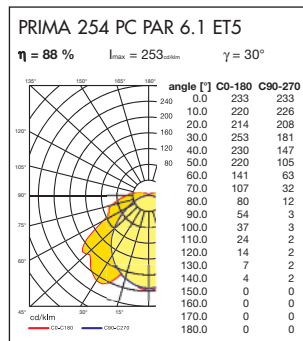 PRIMA 254 PC PAR 6.1 ET5
η = 88 % Imax = 253cd/klm γ = 30°
135° 150° 165° 180°
angle [°] C0-180 C90-270
0.0 233 233
10.0 220 226
20.0 214 208
30.0 253 181
40.0 230 147
50.0 220 105
60.0 141 63
70.0 107 32
80.0 80 12
90.0 54 3
100.0 37 3
110.0 24 2
120.0 14 2
130.0 7 2
140.0 4 2
150.0 0 0
160.0 0 0
170.0 0 0
180.0 0 0
240
200
160
120
80
120°
105°
90°
75°
60°
45° 30° 15°
cd/klm
C0-C180 C90-C270